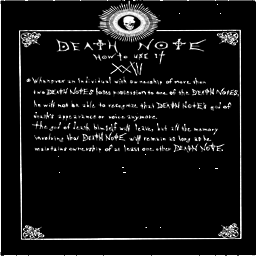 DEATH NOTE
How to use it
XXII
Whenever an individual with ownership of more than
two DEATH NOTES loses possession to one of the DEATH NOTES,
he will not be able to recognize that DEATH NOTE's god of
death's appearance or voice anymore.
The god of death himself will leave, but all the memory
involving that DEATH NOTE will remain as long as he
maintains ownership of at least one other DEATH NOTE.